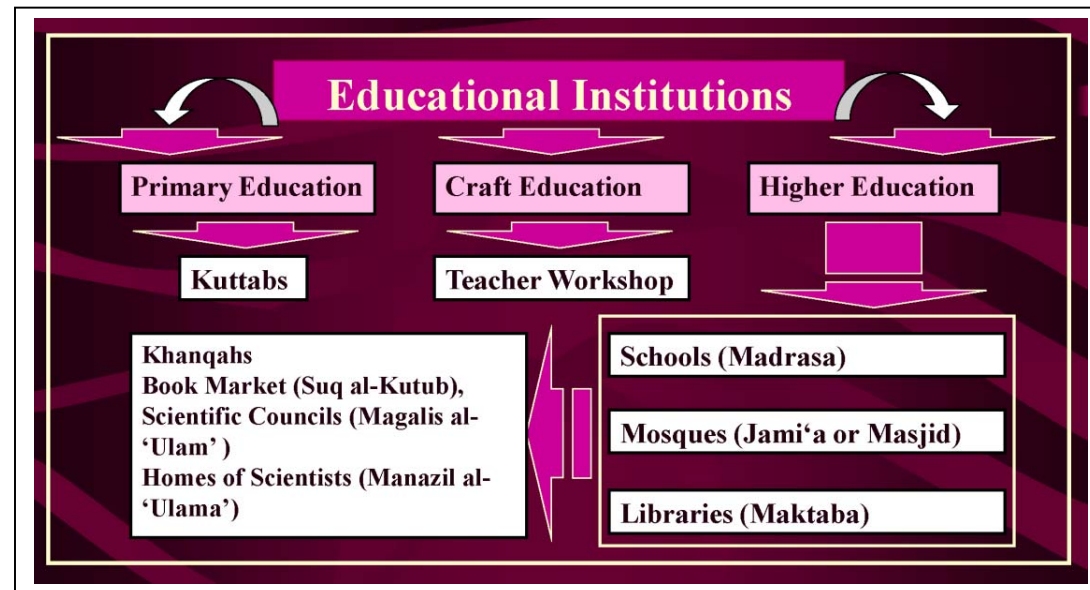 Educational Institutions
Primary Education
Craft Education
Higher Education
Kuttabs
Teacher Workshop
Schools (Madrasa)
Mosques (Jami‘a or Masjid)
Libraries (Maktaba)
Khanqahs
Book Market (Suq al-Kutub),
Scientific Councils (Magalis al-
‘Ulam’ )
Homes of Scientists (Manazil al-
‘Ulama’)